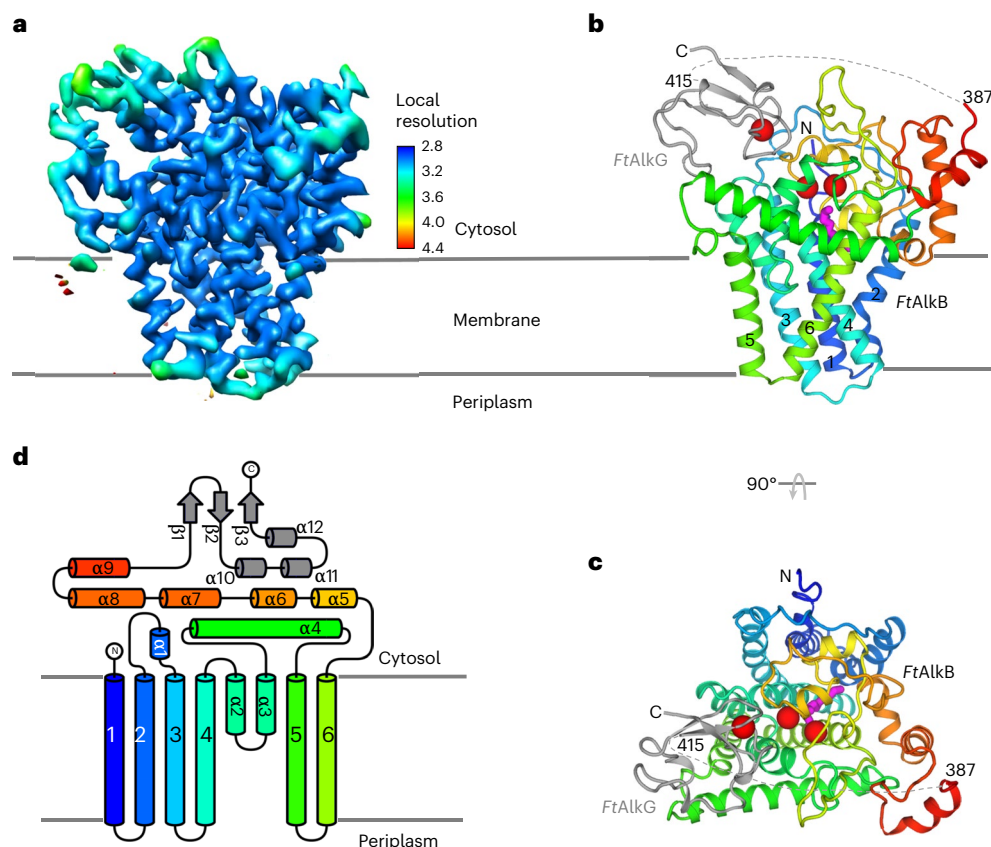 a
Local
resolution
2.8
3.2
3.6
4.0
4.4
Cytosol
Membrane
Periplasm
b
C
415
387
N
FtAlkG
FtAlkB
2
3
4
6
5
1
d
C
β1
β2
β3
α12
α9
α10
α11
α8
α7
α6
α5
α4
α1
N
Cytosol
α2
α3
1
2
3
4
5
6
Periplasm
90°
c
N
FtAlkB
C
415
387
FtAlkG